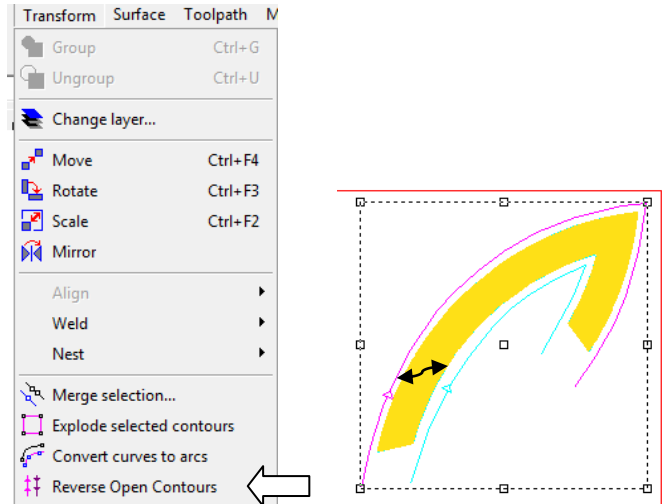 Transform Surface Toolpath M
Group Ctrl+G
Ungroup Ctrl+U
Change layer...
Move Ctrl+F4
Rotate Ctrl+F3
Scale Ctrl+F2
Mirror
Align
Weld
Nest
Merge selection...
Explode selected contours
Convert curves to arcs
Reverse Open Contours